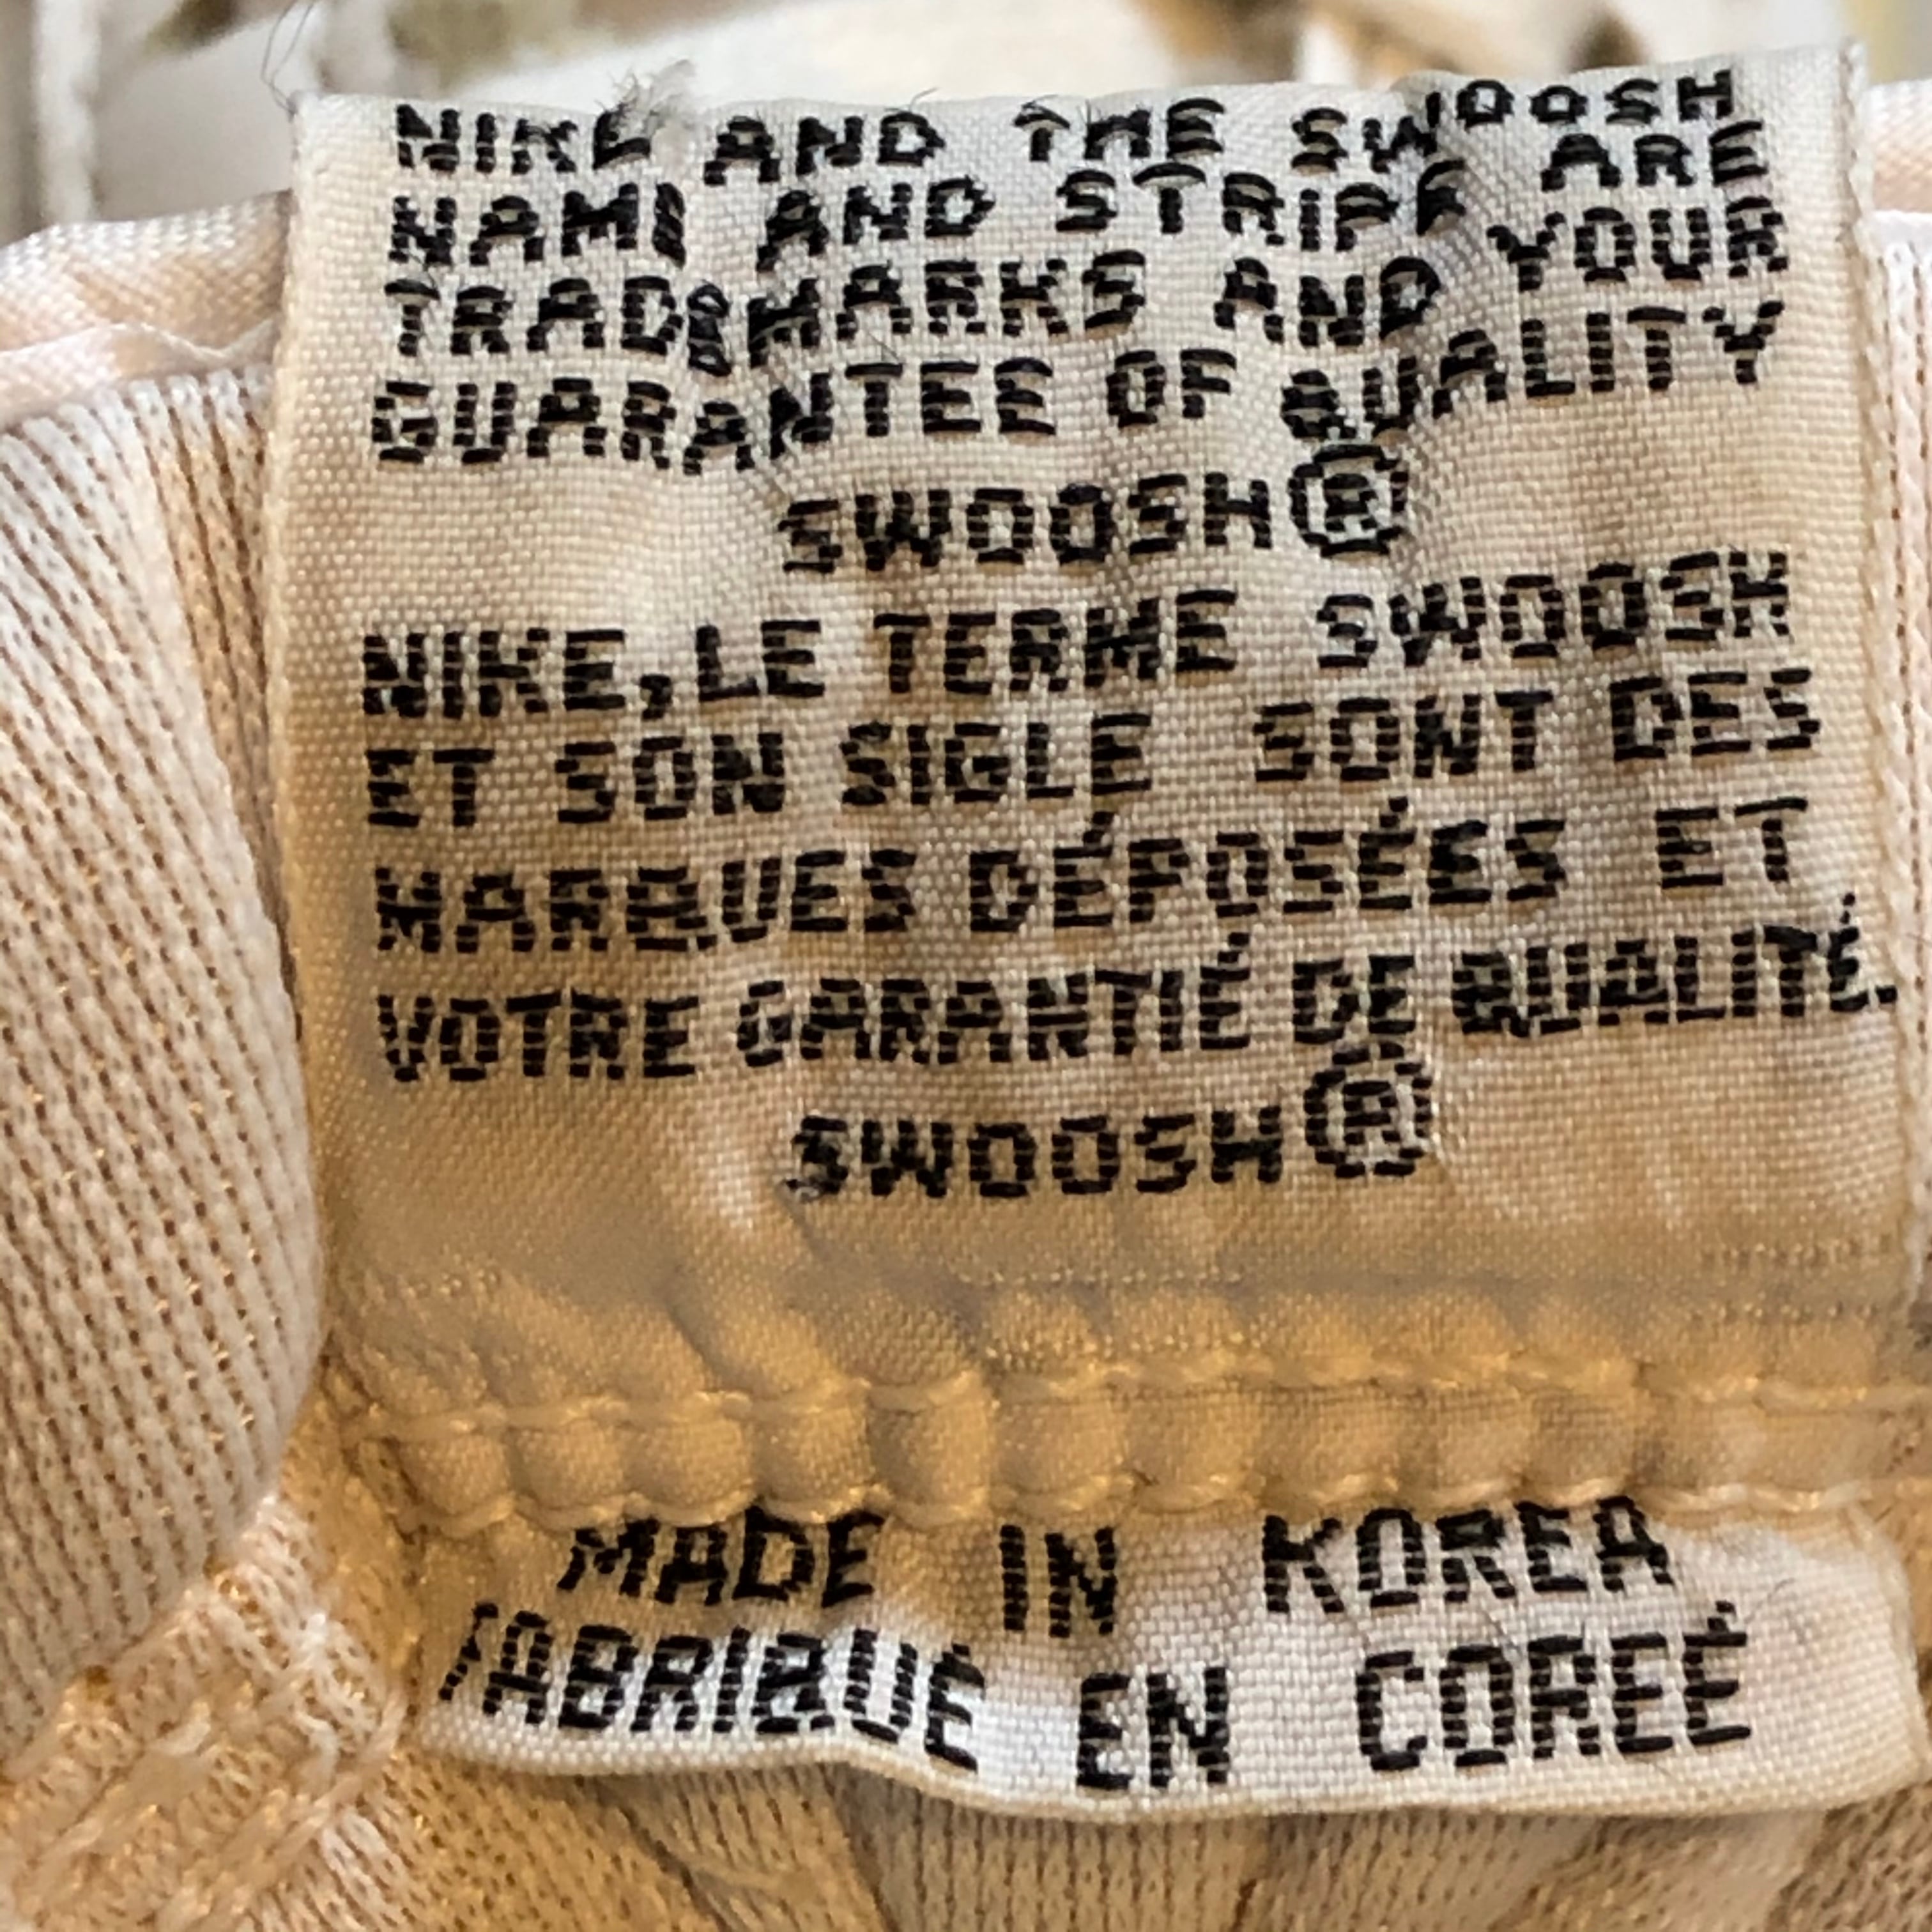 NIKE AND THE SWOOSH
NAME AND STRIPE ARE
TRADEMARKS AND YOUR
GUARANTEE OF QUALITY
SWOOSH®
NIKE, LE TERME SWOOSH
ET SON SIGLE SONT DES
MARQUES DÉPOSÉES ET
VOTRE GARANTIÉ DE QUALITÉ.
SWOOSH®
MADE IN KOREA
FABRIQUÉ EN COREÉ